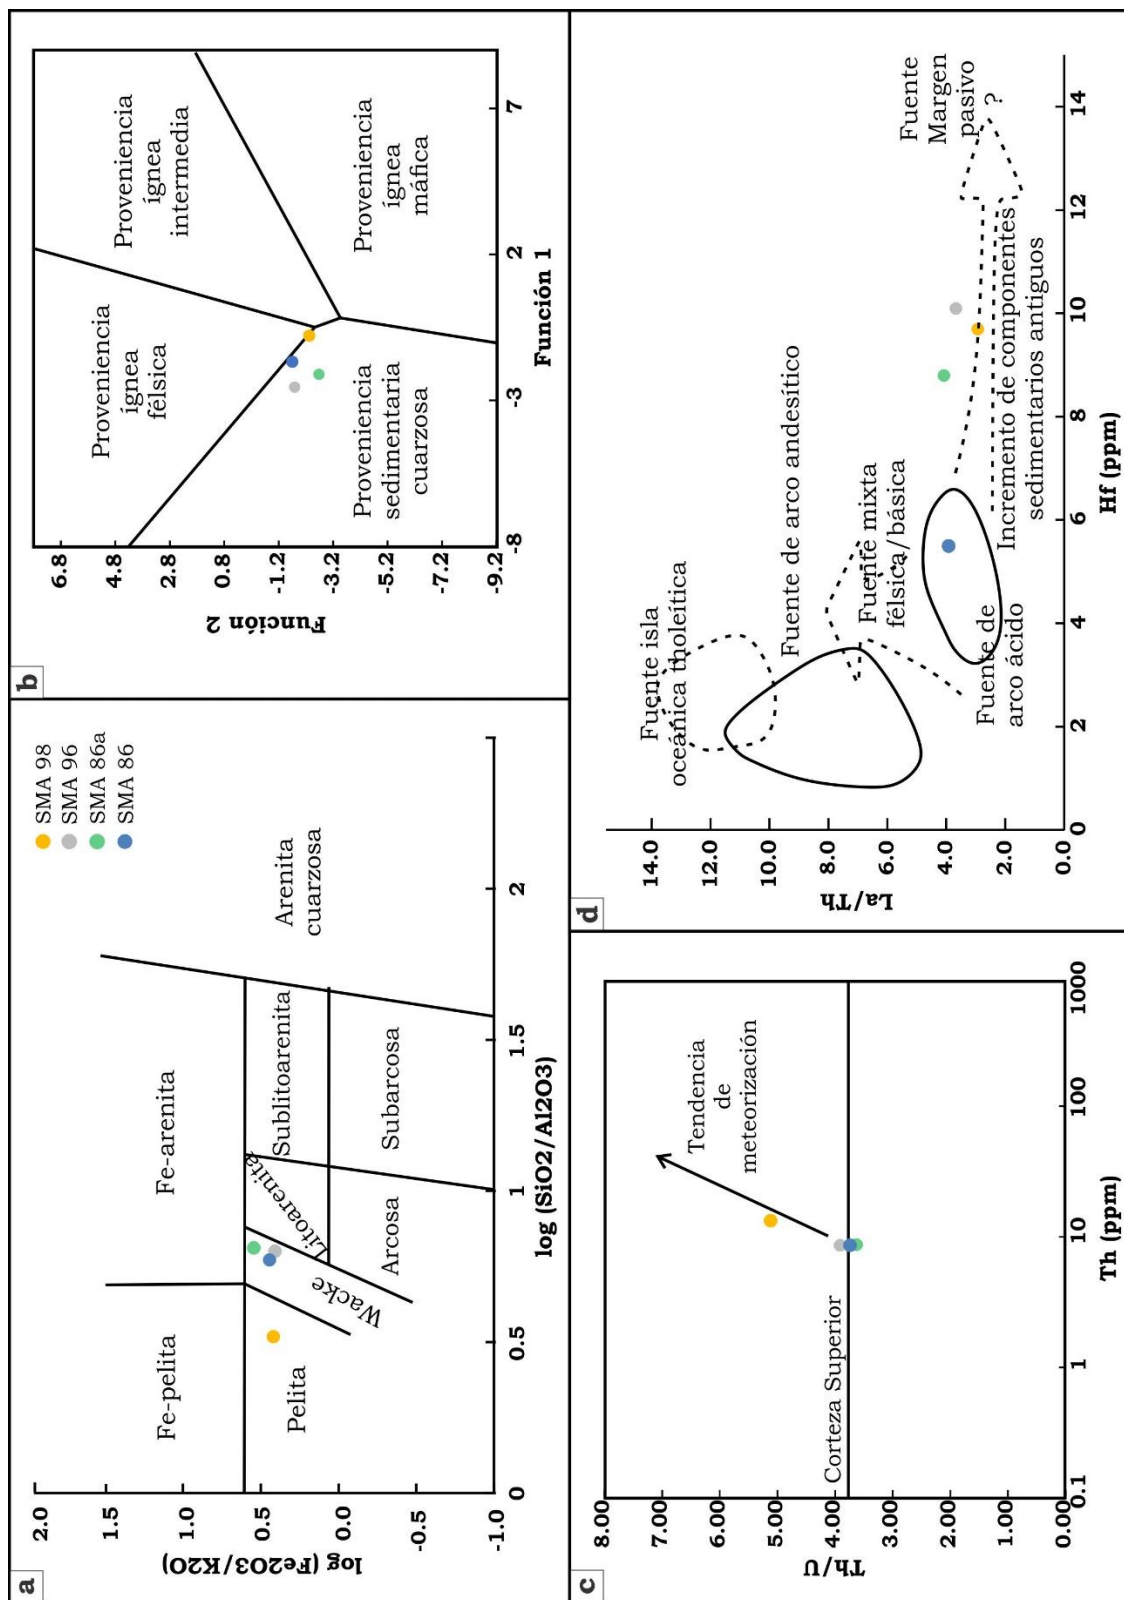 a
2.0
1.5
1.0
0.5
0.0
-0.5
-1.0
log (Fe2O3/K2O)
0
0.5
1
1.5
2
log (SiO2/Al2O3)
Fe-pelita
Fe-arenita
Pelita
Wacke
Litoarenita
Sublitoarenita
Arcosa
Subarcosa
Arenita
cuarzosa
SMA 98
SMA 96
SMA 86a
SMA 86
b
6.8
4.8
2.8
0.8
-1.2
-3.2
-5.2
-7.2
-9.2
Función 2
-8
-3
2
7
Función 1
Proveniencia
ígnea
félsica
Proveniencia
ígnea
intermedia
Proveniencia
sedimentaria
cuarzosa
Proveniencia
ígnea
máfica
c
8.00
7.00
6.00
5.00
4.00
3.00
2.00
1.00
0.00
Th/U
0.1
1
10
100
1000
Th (ppm)
Tendencia
de
meteorización
Corteza Superior
d
14.0
12.0
10.0
8.0
6.0
4.0
2.0
0.0
La/Th
0
2
4
6
8
10
12
14
Hf (ppm)
Fuente isla
oceánica tholeítica
Fuente de arco andesítico
Fuente mixta
félsica/básica
Fuente de
arco ácido
Incremento de componentes
sedimentarios antiguos
Fuente
Margen
pasivo
?